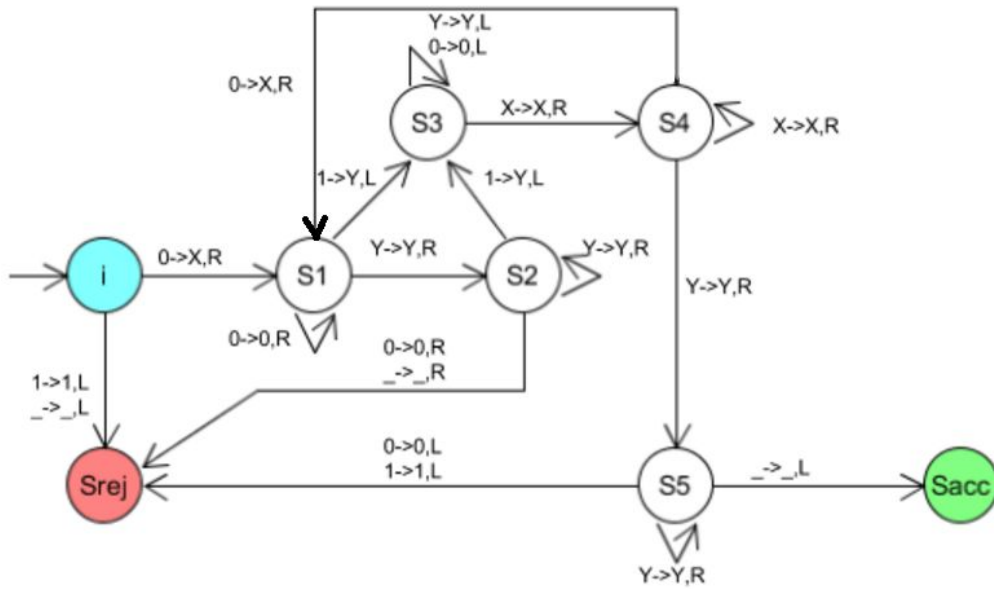 Y->Y,L
0->0,L
0->X,R
S3
X->X,R
S4
X->X,R
1->Y,L
1->Y,L
i
0->X,R
S1
Y->Y,R
S2
Y->Y,R
Y->Y,R
0->0,R
0->0,R
_->_,R
1->1,L
_->_,L
Srej
0->0,L
1->1,L
S5
_->_,L
Sacc
Y->Y,R